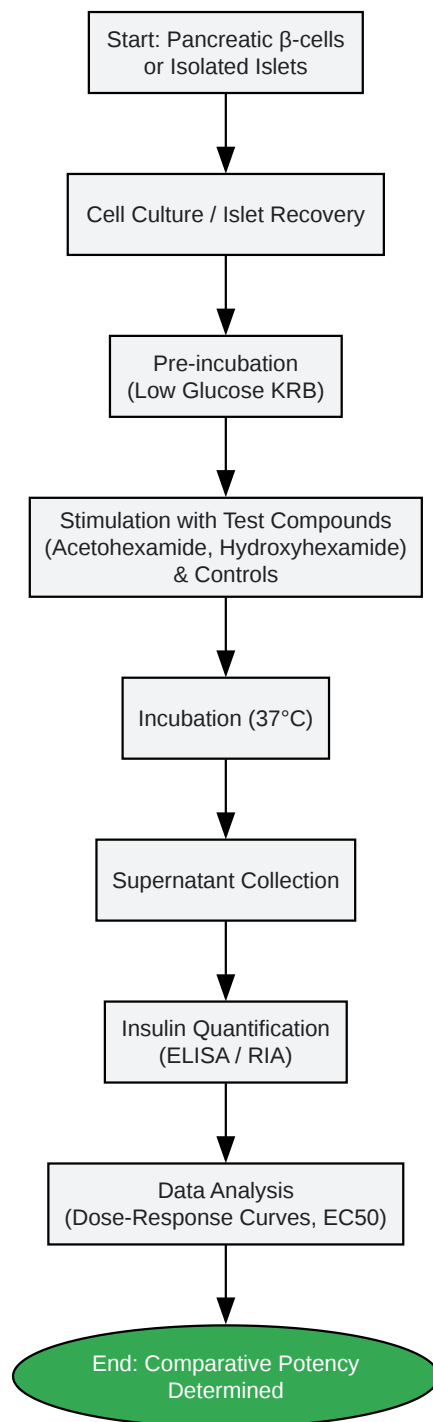 Start: Pancreatic β-cells
or Isolated Islets
Cell Culture / Islet Recovery
Pre-incubation
(Low Glucose KRB)
Stimulation with Test Compounds
(Acetohexamide, Hydroxyhexamide)
& Controls
Incubation (37°C)
Supernatant Collection
Insulin Quantification
(ELISA / RIA)
Data Analysis
(Dose-Response Curves, EC50)
End: Comparative Potency
Determined